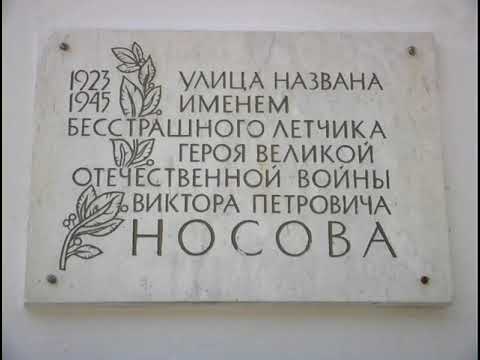 1923 УЛИЦА НАЗВАНА
1945 ИМЕНЕМ
БЕССТРАШНОГО ЛЕТЧИКА
ГЕРОЯ ВЕЛИКОЙ
ОТЕЧЕСТВЕННОЙ ВОЙНЫ
ВИКТОРА ПЕТРОВИЧА
НОСОВА